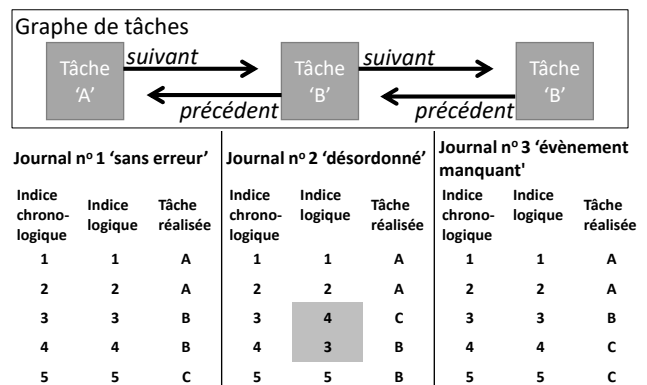 Graphe de tâches
Tâche 'A' suivant Tâche 'B' suivant Tâche 'B'
précédent précédent
Journal nº 1 'sans erreur' Journal nº 2 'désordonné' Journal nº 3 'évènement manquant'
Indice chrono-logique Indice logique Tâche réalisée Indice chrono-logique Indice logique Tâche réalisée Indice chrono-logique Indice logique Tâche réalisée
1 1 A 1 1 A 1 1 A
2 2 A 2 2 A 2 2 A
3 3 B 3 4 C 3 3 B
4 4 B 4 3 B 4 4 C
5 5 C 5 5 B 5 5 C